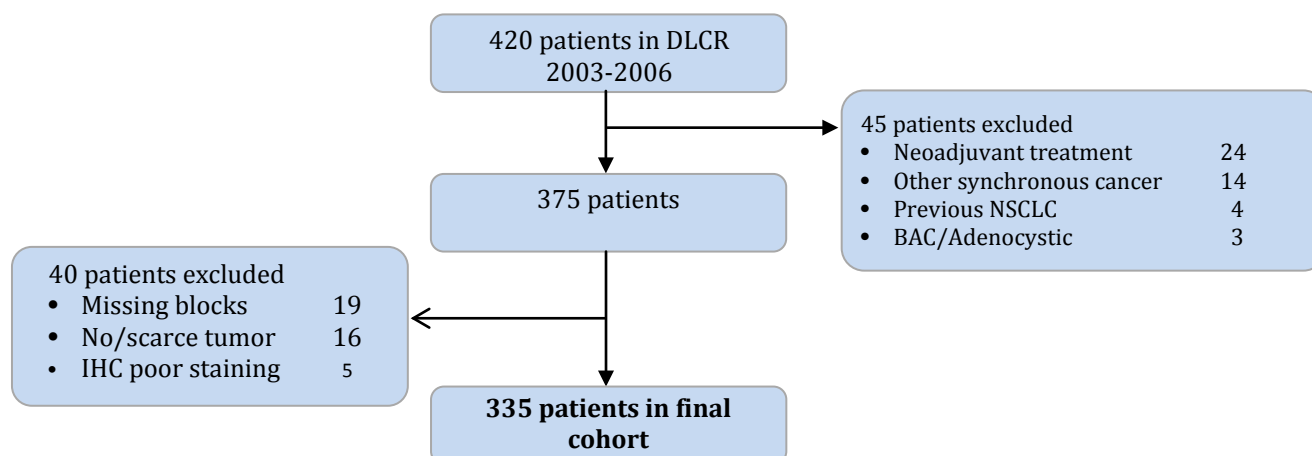 420 patients in DLCR
2003-2006
45 patients excluded
• Neoadjuvant treatment 24
• Other synchronous cancer 14
• Previous NSCLC 4
• BAC/Adenocystic 3
375 patients
40 patients excluded
• Missing blocks 19
• No/scarce tumor 16
• IHC poor staining 5
335 patients in final
cohort